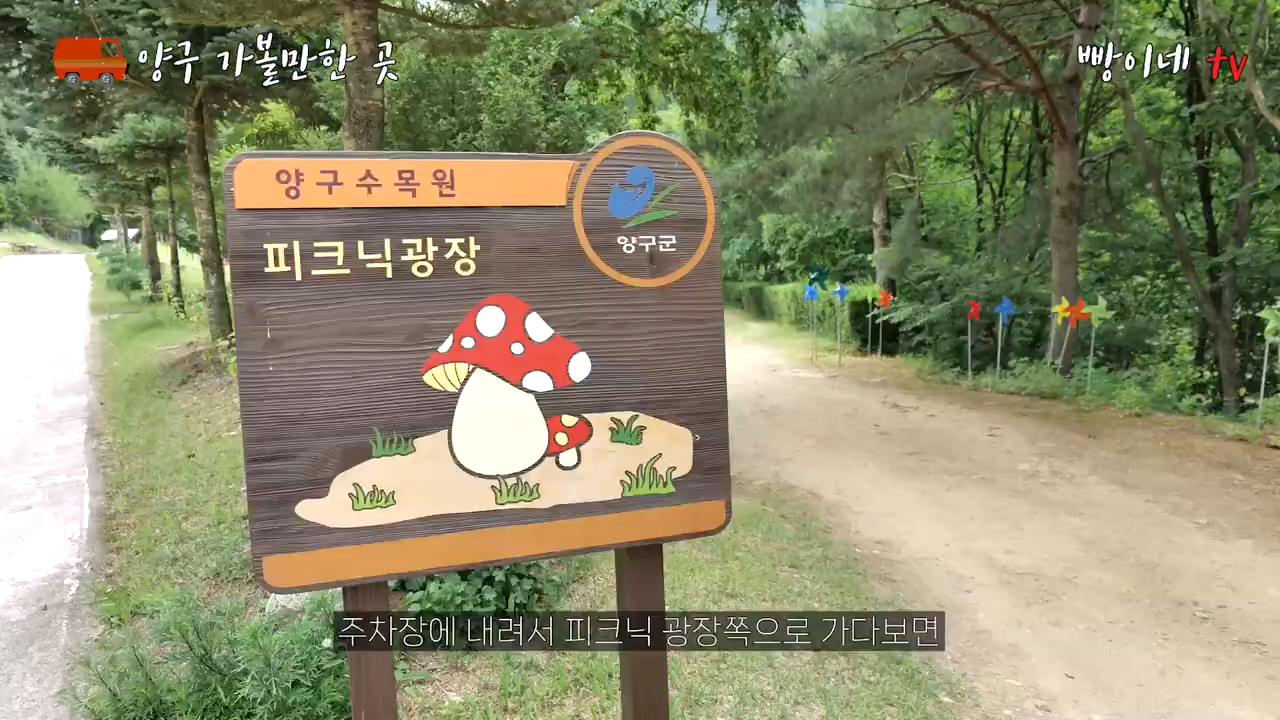 양구 가볼만한 곳
빵이네 tv
양구수목원
피크닉광장
양구군
주차장에 내려서 피크닉 광장쪽으로 가다보면